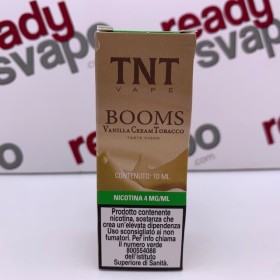 ready
svapo
.com
TNT
VAPE
BOOMS
VANILLA CREAM TOBACCO
CONTENUTO: 10 ML
NICOTINA 4 MG/ML
Prodotto contenente
nicotina, sostanza che
crea un'elevata dipendenza
Uso sconsigliato ai non
fumatori. Per info chiama
il numero verde
800554088
dell'istituto
Superiore di Sanità.